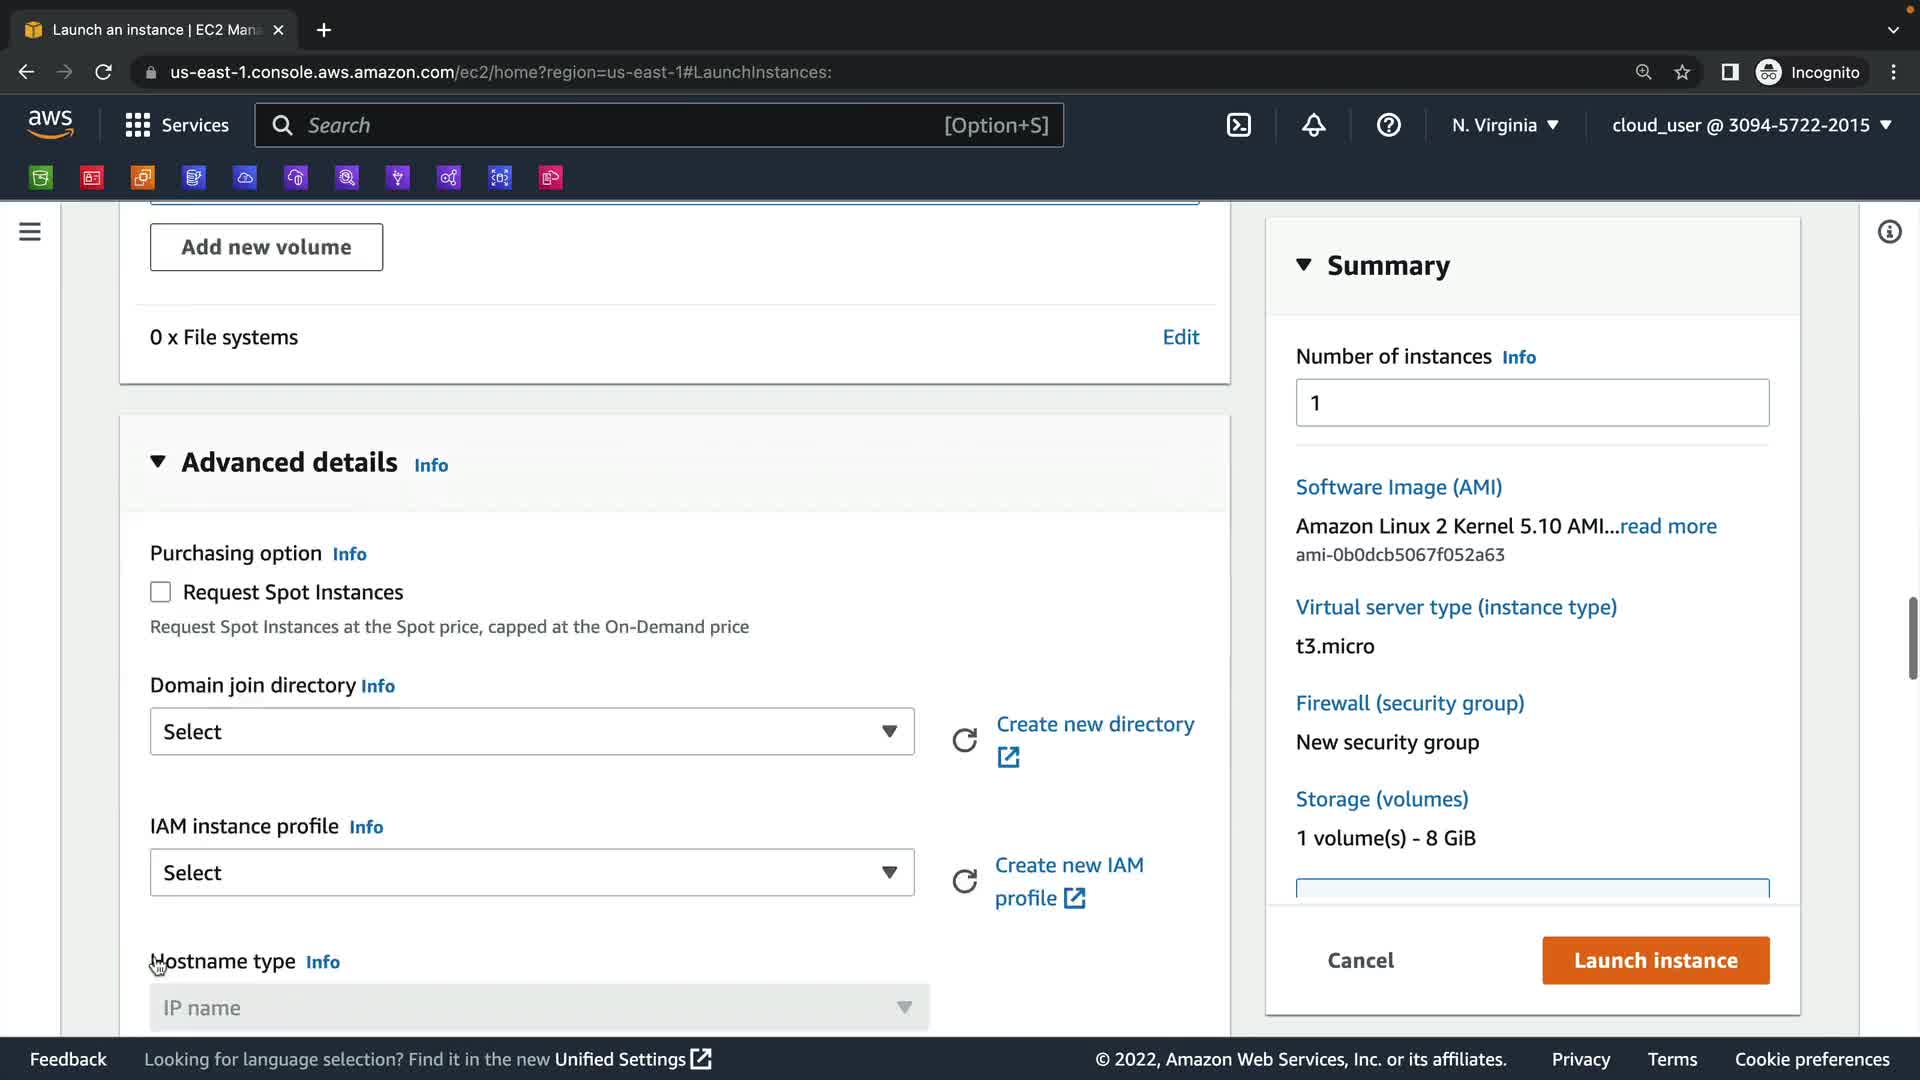 Launch an instance | EC2 Mana
us-east-1.console.aws.amazon.com/ec2/home?region=us-east-1#LaunchInstances:
Incognito
aws
Services
Search
[Option+S]
N. Virginia
cloud_user @ 3094-5722-2015
Add new volume
0 x File systems
Edit
Advanced details Info
Purchasing option Info
Request Spot Instances
Request Spot Instances at the Spot price, capped at the On-Demand price
Domain join directory Info
Select
Create new directory
IAM instance profile Info
Select
Create new IAM
profile
Hostname type Info
IP name
Summary
Number of instances Info
1
Software Image (AMI)
Amazon Linux 2 Kernel 5.10 AMI...read more
ami-0b0dcb5067f052a63
Virtual server type (instance type)
t3.micro
Firewall (security group)
New security group
Storage (volumes)
1 volume(s) - 8 GiB
Cancel
Launch instance
Feedback
Looking for language selection? Find it in the new Unified Settings
© 2022, Amazon Web Services, Inc. or its affiliates.
Privacy
Terms
Cookie preferences